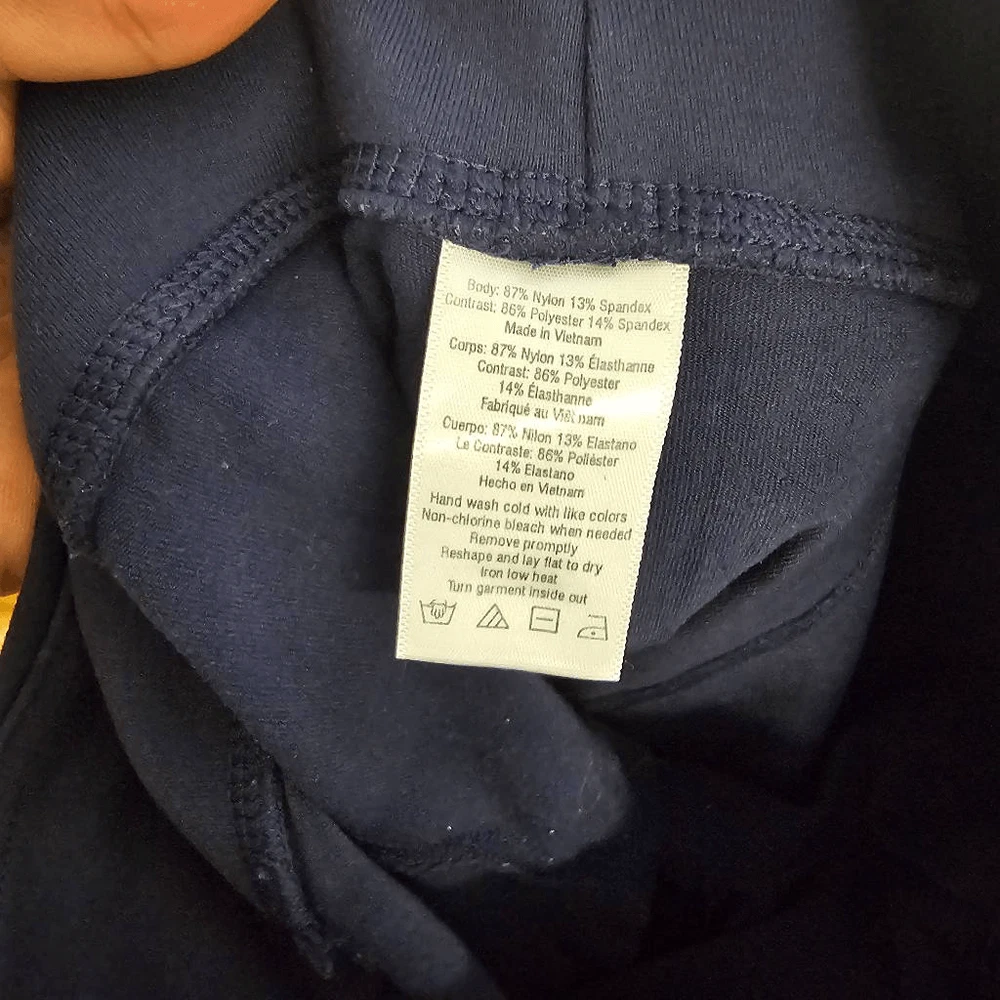 Body: 87% Nylon 13% Spandex
Contrast: 86% Polyester 14% Spandex
Made in Vietnam
Corps: 87% Nylon 13% Élasthanne
Contrast: 86% Polyester
14% Élasthanne
Fabriqué au Viet nam
Cuerpo: 87% Nilon 13% Elastano
Le Contraste: 86% Poliéster
14% Elastano
Hecho en Vietnam
Hand wash cold with like colors
Non-chlorine bleach when needed
Remove promptly
Reshape and lay flat to dry
Iron low heat
Turn garment inside out